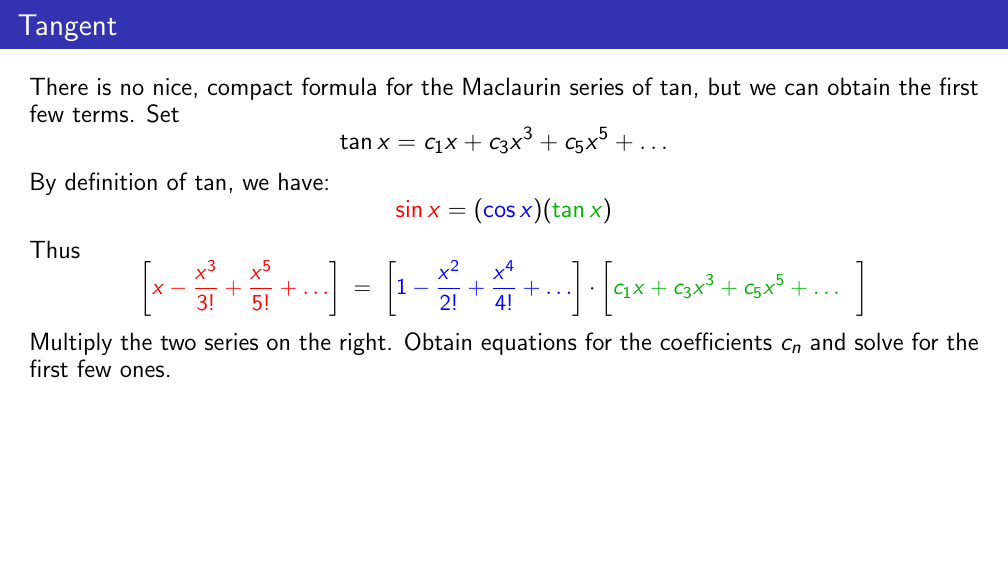 Tangent
There is no nice, compact formula for the Maclaurin series of tan, but we can obtain the first
few terms. Set
tan x = c₁x + c₃x³ + c₅x⁵ + . . .
By definition of tan, we have:
sin x = (cos x)(tan x)
Thus
[x − x³/3! + x⁵/5! + . . .] = [1 − x²/2! + x⁴/4! + . . .] · [c₁x + c₃x³ + c₅x⁵ + . . . ]
Multiply the two series on the right. Obtain equations for the coefficients cₙ and solve for the
first few ones.